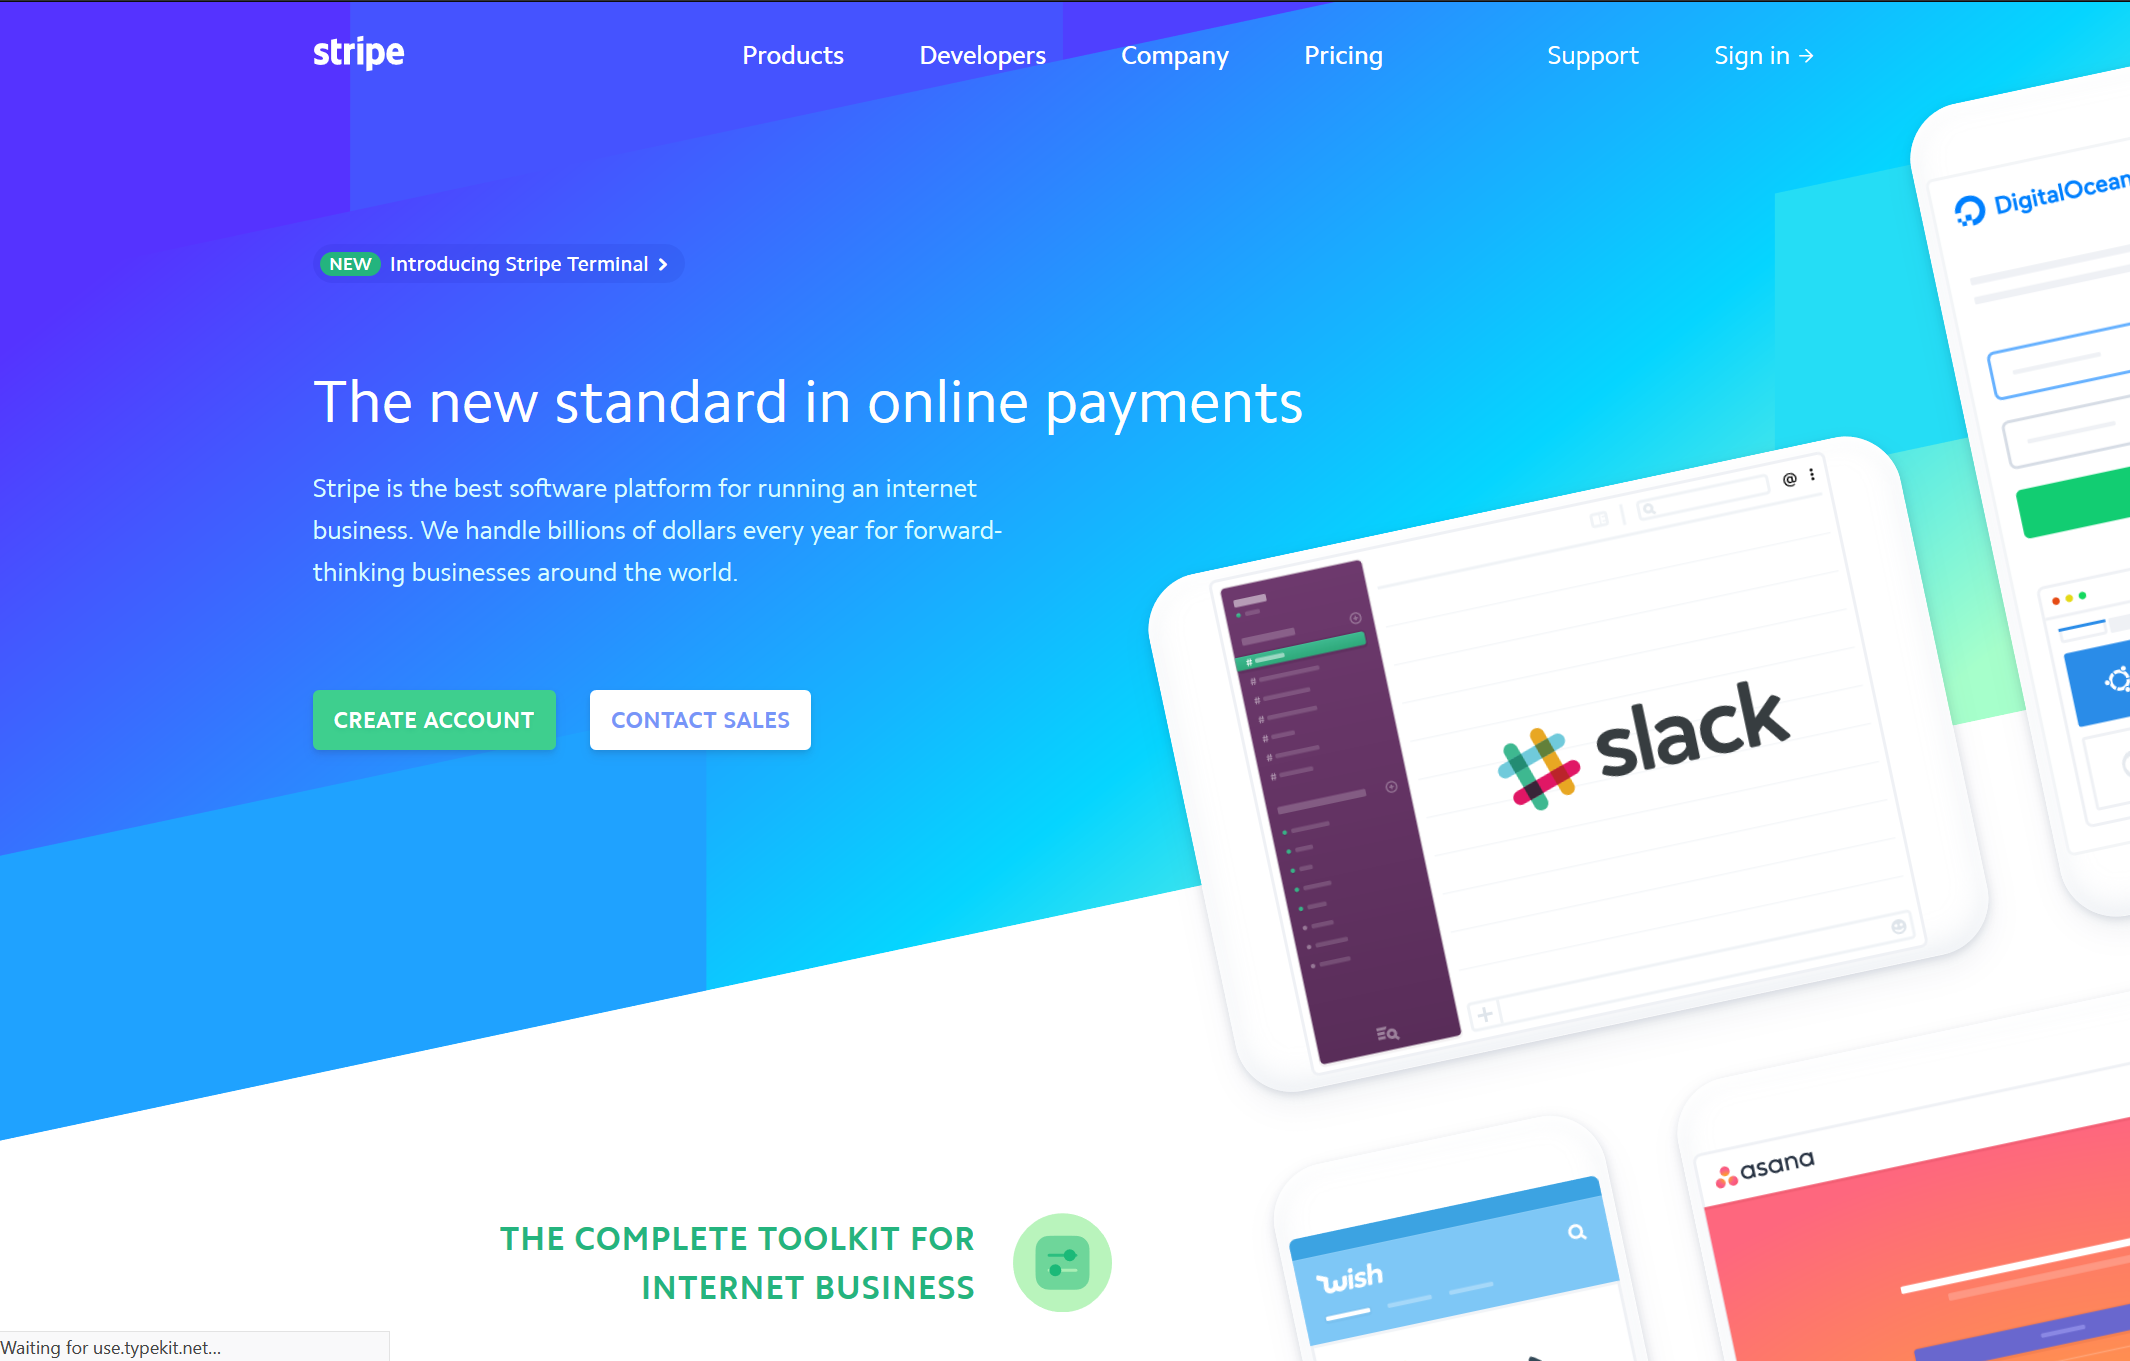 stripe
Products
Developers
Company
Pricing
Support
Sign in →
NEW Introducing Stripe Terminal
The new standard in online payments
Stripe is the best software platform for running an internet
business. We handle billions of dollars every year for forward-
thinking businesses around the world.
CREATE ACCOUNT
CONTACT SALES
DigitalOcean
@
slack
asana
wish
THE COMPLETE TOOLKIT FOR
INTERNET BUSINESS
Waiting for use.typekit.net...